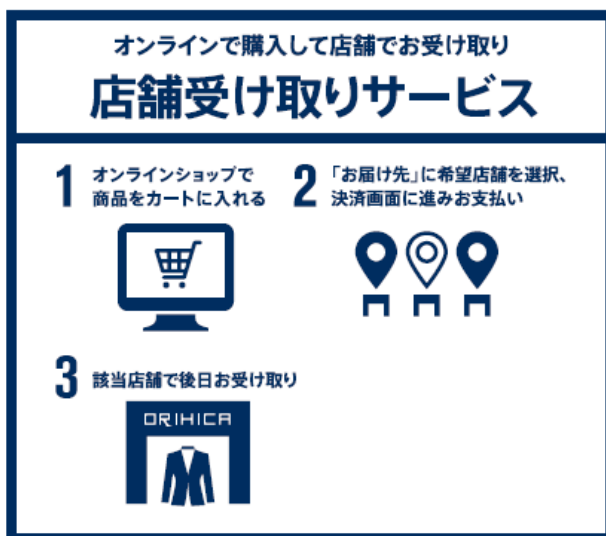 オンラインで購入して店舗でお受け取り
店舗受け取りサービス
1 オンラインショップで
商品をカートに入れる
2 「お届け先」に希望店舗を選択、
決済画面に進みお支払い
3 該当店舗で後日お受け取り
ORIHICA